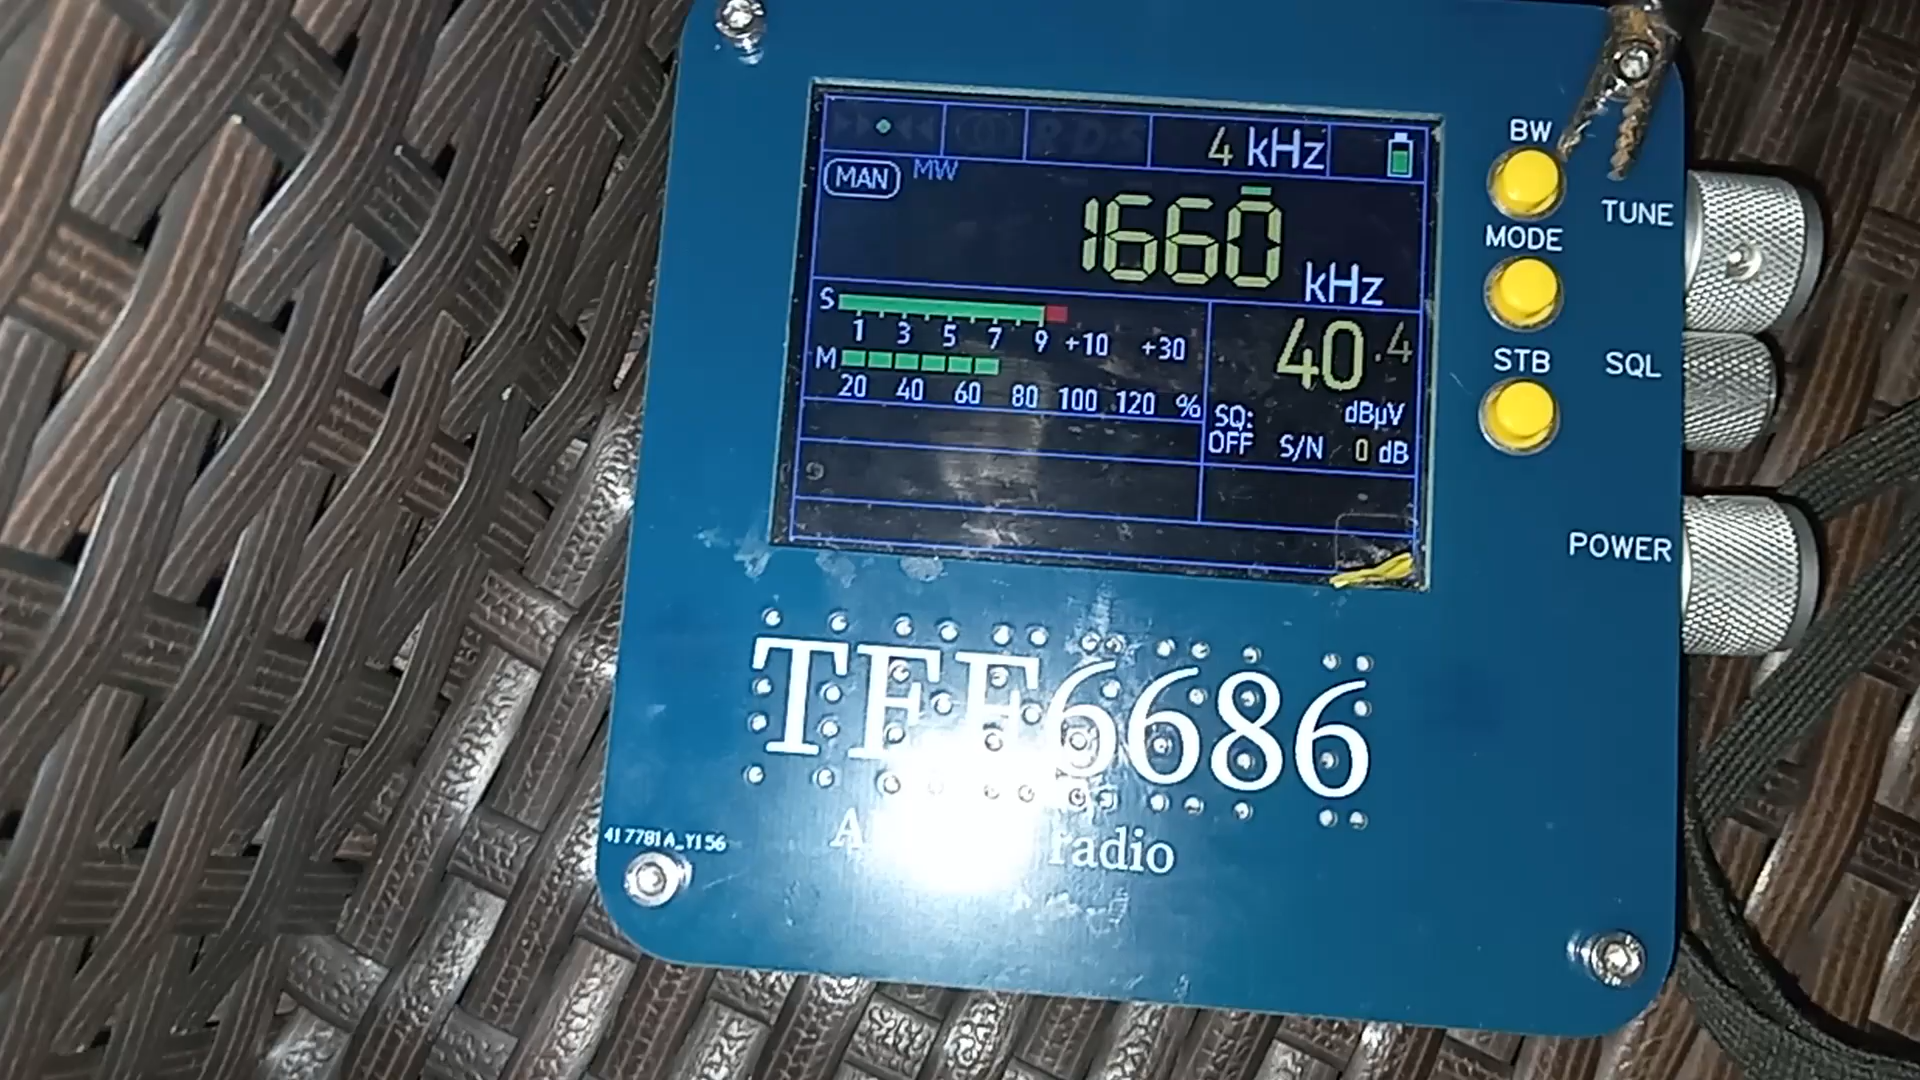 4 kHz
MAN MW
1660 kHz
S
1 3 5 7 9 +10 +30
M
20 40 60 80 100 120 %
40.4
dBµV
SQ:
OFF S/N 0 dB
BW
TUNE
MODE
STB
SQL
POWER
TEF6686
radio
417781A_Y156